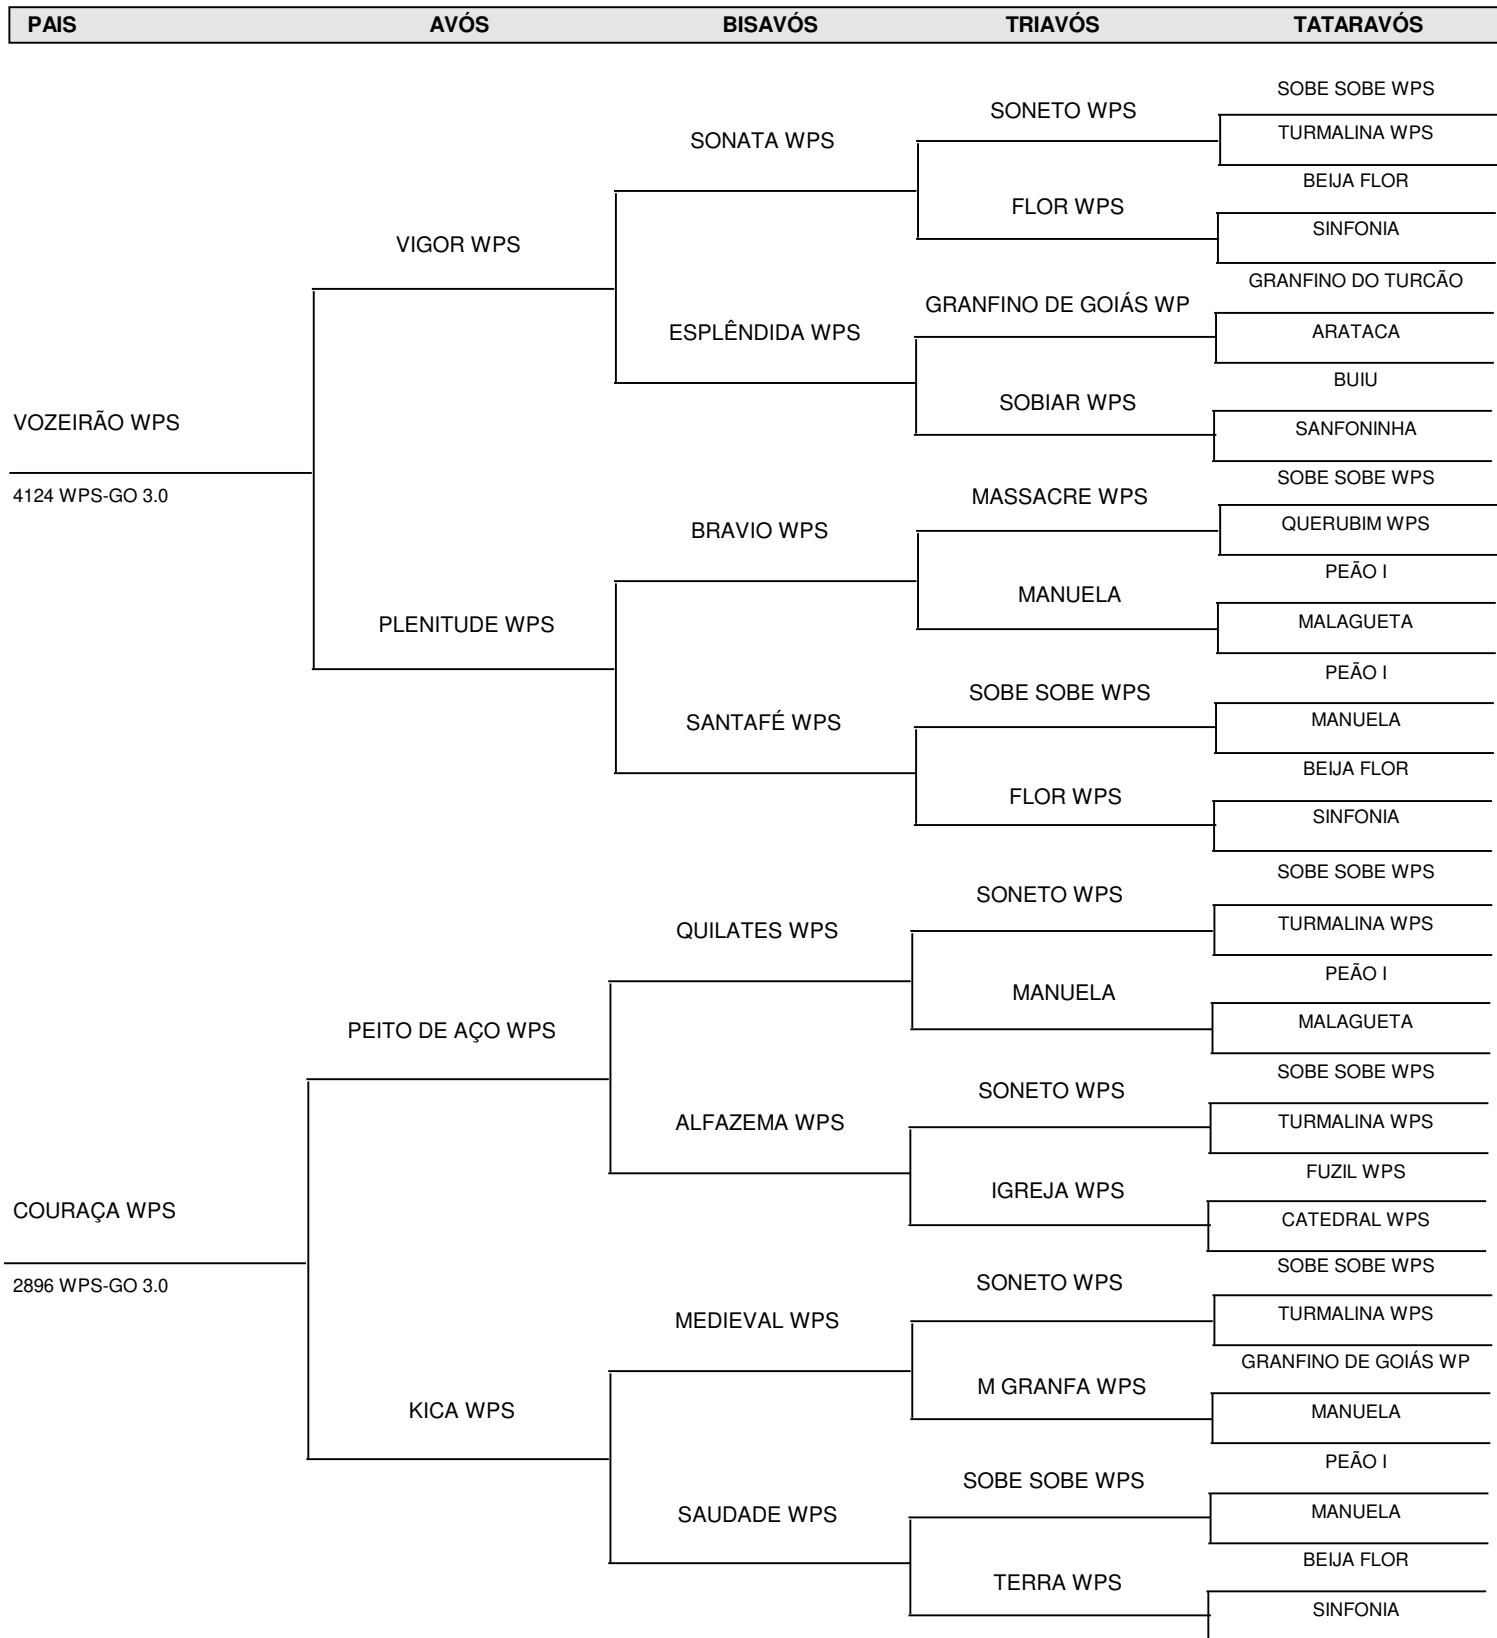 PAIS AVÓS BISAVÓS TRIAVÓS TATARAVÓS
SOBE SOBE WPS
SONETO WPS
TURMALINA WPS
SONATA WPS
BEIJA FLOR
FLOR WPS
SINFONIA
VIGOR WPS
GRANFINO DO TURCÃO
GRANFINO DE GOIÁS WP
ARATACA
ESPLÊNDIDA WPS
BUIU
SOBIAR WPS
SANFONINHA
VOZEIRÃO WPS
4124 WPS-GO 3.0
SOBE SOBE WPS
MASSACRE WPS
QUERUBIM WPS
BRAVIO WPS
PEÃO I
MANUELA
MALAGUETA
PLENITUDE WPS
PEÃO I
SOBE SOBE WPS
MANUELA
SANTAFÉ WPS
BEIJA FLOR
FLOR WPS
SINFONIA
SOBE SOBE WPS
SONETO WPS
TURMALINA WPS
QUILATES WPS
PEÃO I
MANUELA
MALAGUETA
PEITO DE AÇO WPS
SOBE SOBE WPS
SONETO WPS
TURMALINA WPS
ALFAZEMA WPS
FUZIL WPS
IGREJA WPS
CATEDRAL WPS
COURAÇA WPS
2896 WPS-GO 3.0
SOBE SOBE WPS
SONETO WPS
TURMALINA WPS
MEDIEVAL WPS
GRANFINO DE GOIÁS WP
M GRANFA WPS
MANUELA
KICA WPS
PEÃO I
SOBE SOBE WPS
MANUELA
SAUDADE WPS
BEIJA FLOR
TERRA WPS
SINFONIA